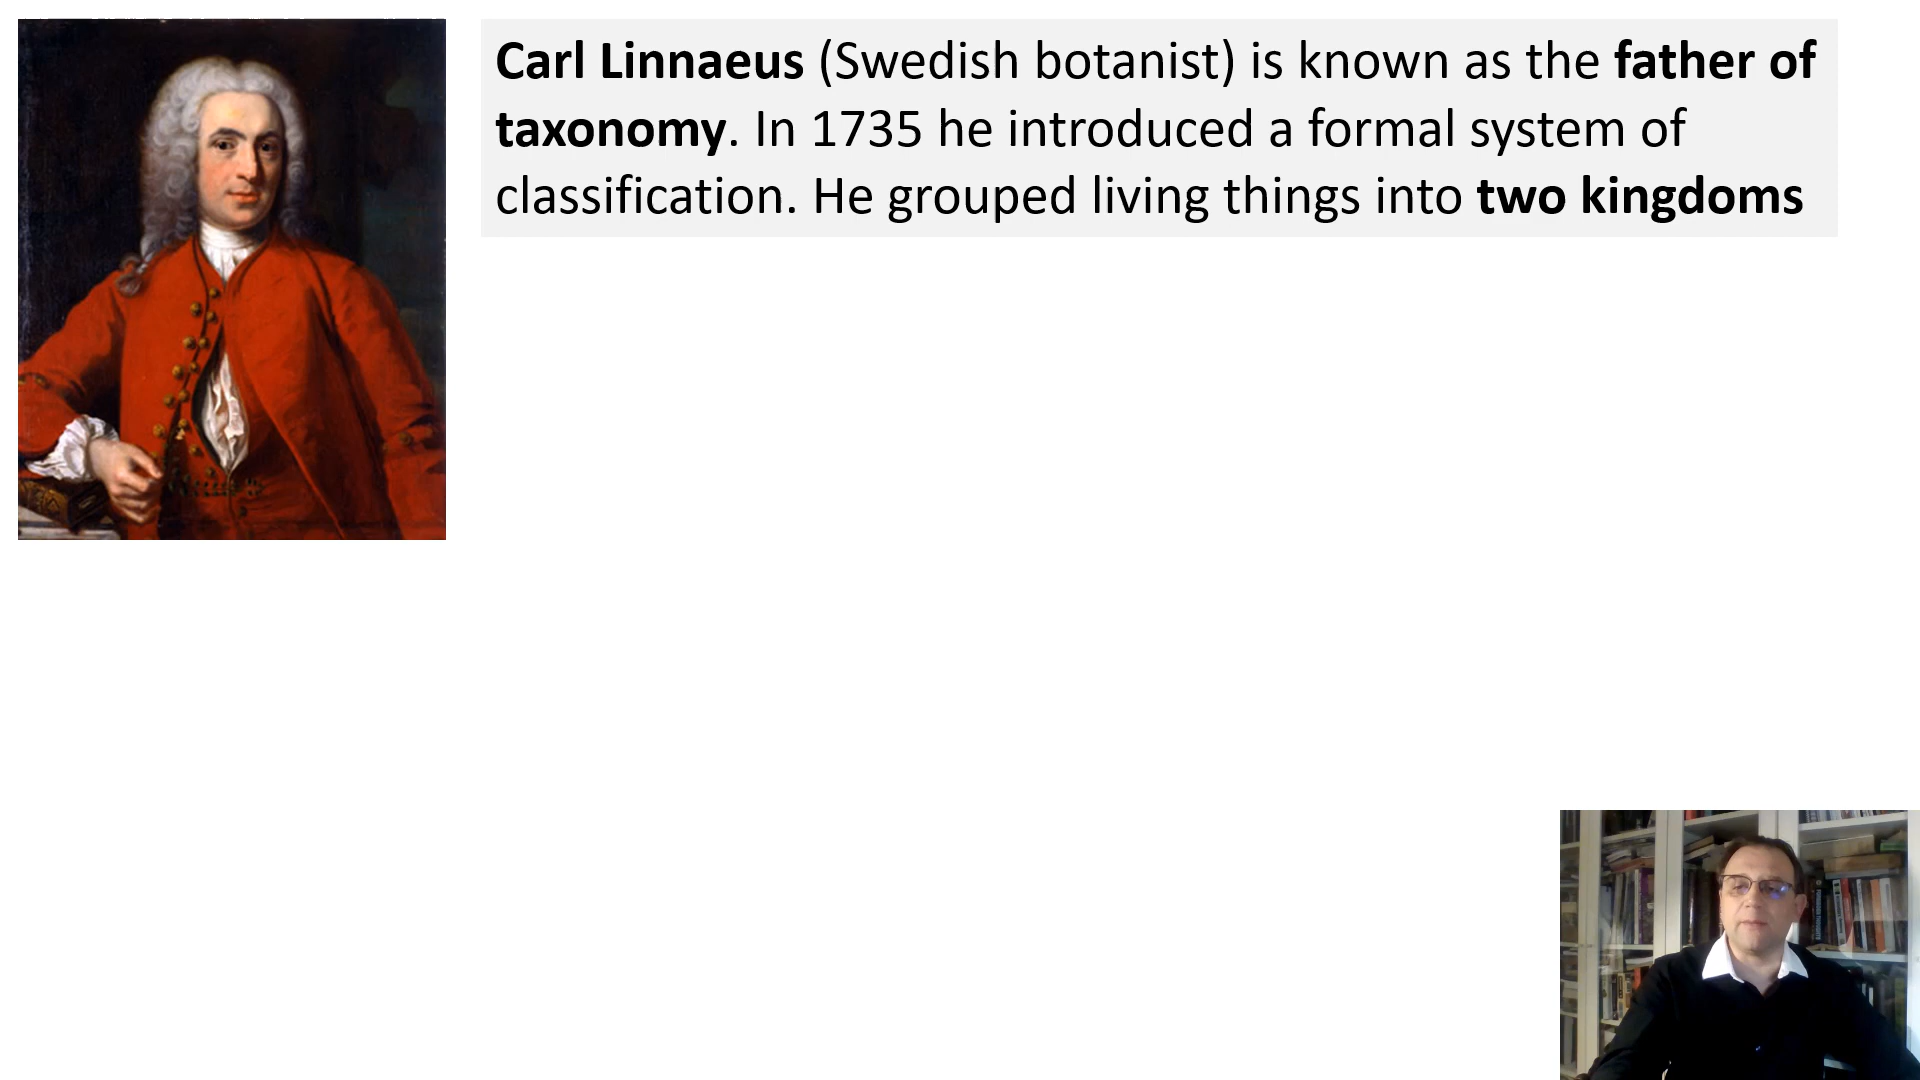 Carl Linnaeus (Swedish botanist) is known as the father of
taxonomy. In 1735 he introduced a formal system of
classification. He grouped living things into two kingdoms